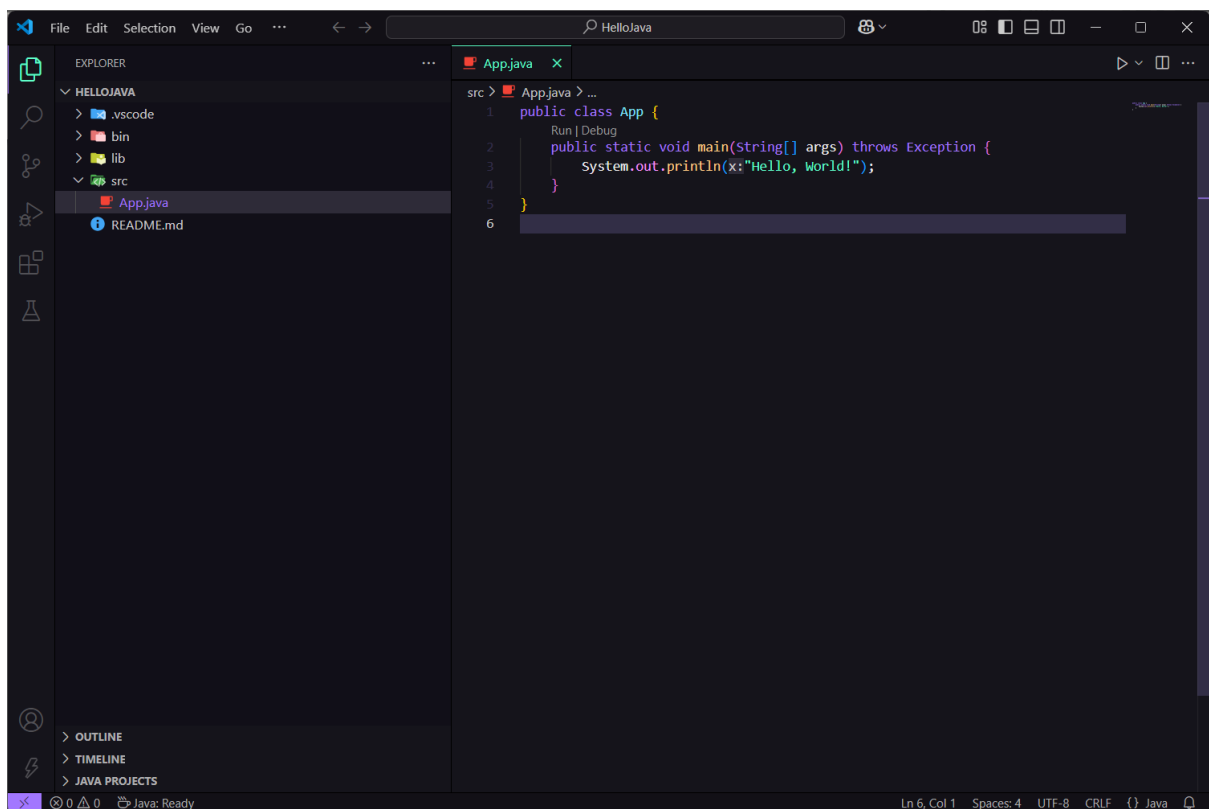 File Edit Selection View Go ··· HelloJava
EXPLORER ···
HELLOJAVA
.vscode
bin
lib
src
App.java
README.md
OUTLINE
TIMELINE
JAVA PROJECTS
App.java
src > App.java > ...
1 public class App {
Run | Debug
2 public static void main(String[] args) throws Exception {
3 System.out.println(x:"Hello, World!");
4 }
5 }
6
0 0 Java: Ready Ln 6, Col 1 Spaces: 4 UTF-8 CRLF {} Java